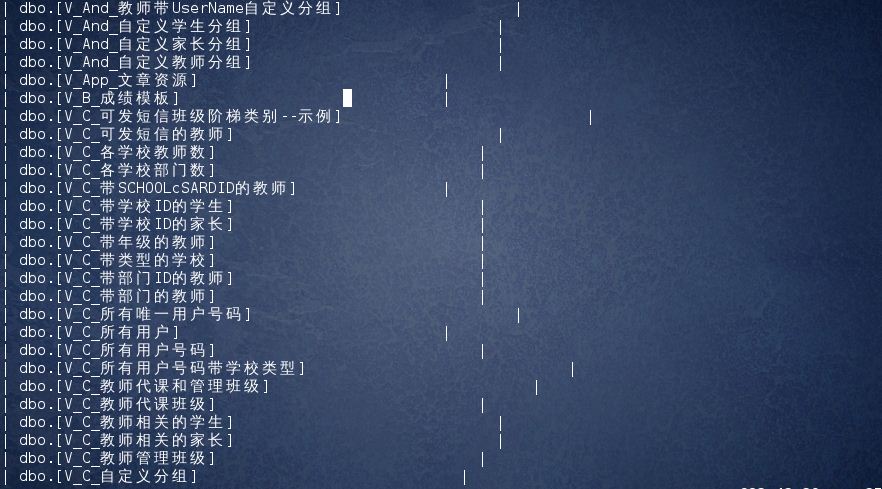 | dbo.[V_And_教师带UserName自定义分组] |
| dbo.[V_And_自定义学生分组] |
| dbo.[V_And_自定义家长分组] |
| dbo.[V_And_自定义教师分组] |
| dbo.[V_App_文章资源] |
| dbo.[V_B_成绩模板] |
| dbo.[V_C_可发短信班级阶梯类别--示例] |
| dbo.[V_C_可发短信的教师] |
| dbo.[V_C_各学校教师数] |
| dbo.[V_C_各学校部门数] |
| dbo.[V_C_带SCHOOLcSARDID的教师] |
| dbo.[V_C_带学校ID的学生] |
| dbo.[V_C_带学校ID的家长] |
| dbo.[V_C_带年级的教师] |
| dbo.[V_C_带类型的学校] |
| dbo.[V_C_带部门ID的教师] |
| dbo.[V_C_带部门的教师] |
| dbo.[V_C_所有唯一用户号码] |
| dbo.[V_C_所有用户] |
| dbo.[V_C_所有用户号码] |
| dbo.[V_C_所有用户号码带学校类型] |
| dbo.[V_C_教师代课和管理班级] |
| dbo.[V_C_教师代课班级] |
| dbo.[V_C_教师相关的学生] |
| dbo.[V_C_教师相关的家长] |
| dbo.[V_C_教师管理班级] |
| dbo.[V_C_自定义分组] |